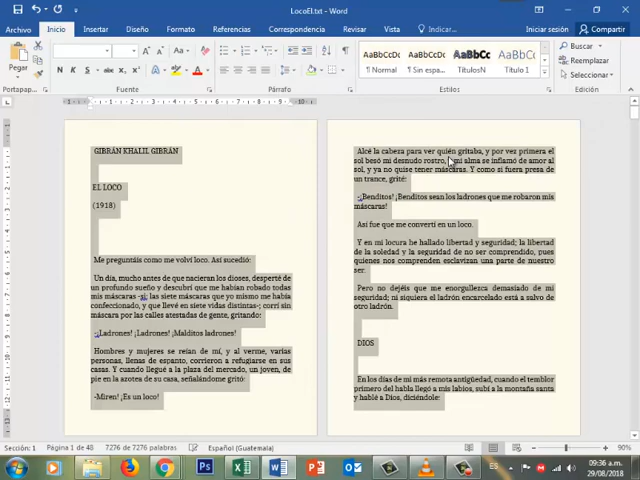 LocoEl.txt - Word
Archivo Inicio Insertar Diseño Formato Referencias Correspondencia Revisar Vista Indicar... Iniciar sesión Compartir
Pegar
N K S abc x₂ x² Aa
AaBbCcDc AaBbCcDc AaBbCc AaBbCc
¶ Normal ¶ Sin espa... TítulosN Título 1
Buscar
Reemplazar
Seleccionar
Portapap... Fuente Párrafo Estilos Edición
GIBRÁN KHALIL GIBRÁN
EL LOCO
(1918)
Me preguntáis como me volví loco. Así sucedió:
Un día, mucho antes de que nacieran los dioses, desperté de
un profundo sueño y descubrí que me habían robado todas
mis máscaras -sí; las siete máscaras que yo mismo me había
confeccionado, y que llevé en siete vidas distintas-; corrí sin
máscara por las calles atestadas de gente, gritando:
-¡Ladrones! ¡Ladrones! ¡Malditos ladrones!
Hombres y mujeres se reían de mí, y al verme, varias
personas, llenas de espanto, corrieron a refugiarse en sus
casas. Y cuando llegué a la plaza del mercado, un joven, de
pie en la azotea de su casa, señalándome gritó:
-Miren! ¡Es un loco!
Alcé la cabeza para ver quién gritaba, y por vez primera el
sol besó mi desnudo rostro, y mi alma se inflamó de amor al
sol, y ya no quise tener máscaras. Y como si fuera presa de
un trance, grité:
-¡Benditos! ¡Benditos sean los ladrones que me robaron mis
máscaras!
Así fue que me convertí en un loco.
Y en mi locura he hallado libertad y seguridad; la libertad
de la soledad y la seguridad de no ser comprendido, pues
quienes nos comprenden esclavizan una parte de nuestro
ser.
Pero no dejéis que me enorgullezca demasiado de mi
seguridad; ni siquiera el ladrón encarcelado está a salvo de
otro ladrón.
DIOS
En los días de mi más remota antigüedad, cuando el temblor
primero del habla llegó a mis labios, subí a la montaña santa
y hablé a Dios, diciéndole:
Sección: 1 Página 1 de 48 7276 de 7276 palabras Español (Guatemala) 90%
ES 09:36 a.m.
29/08/2018